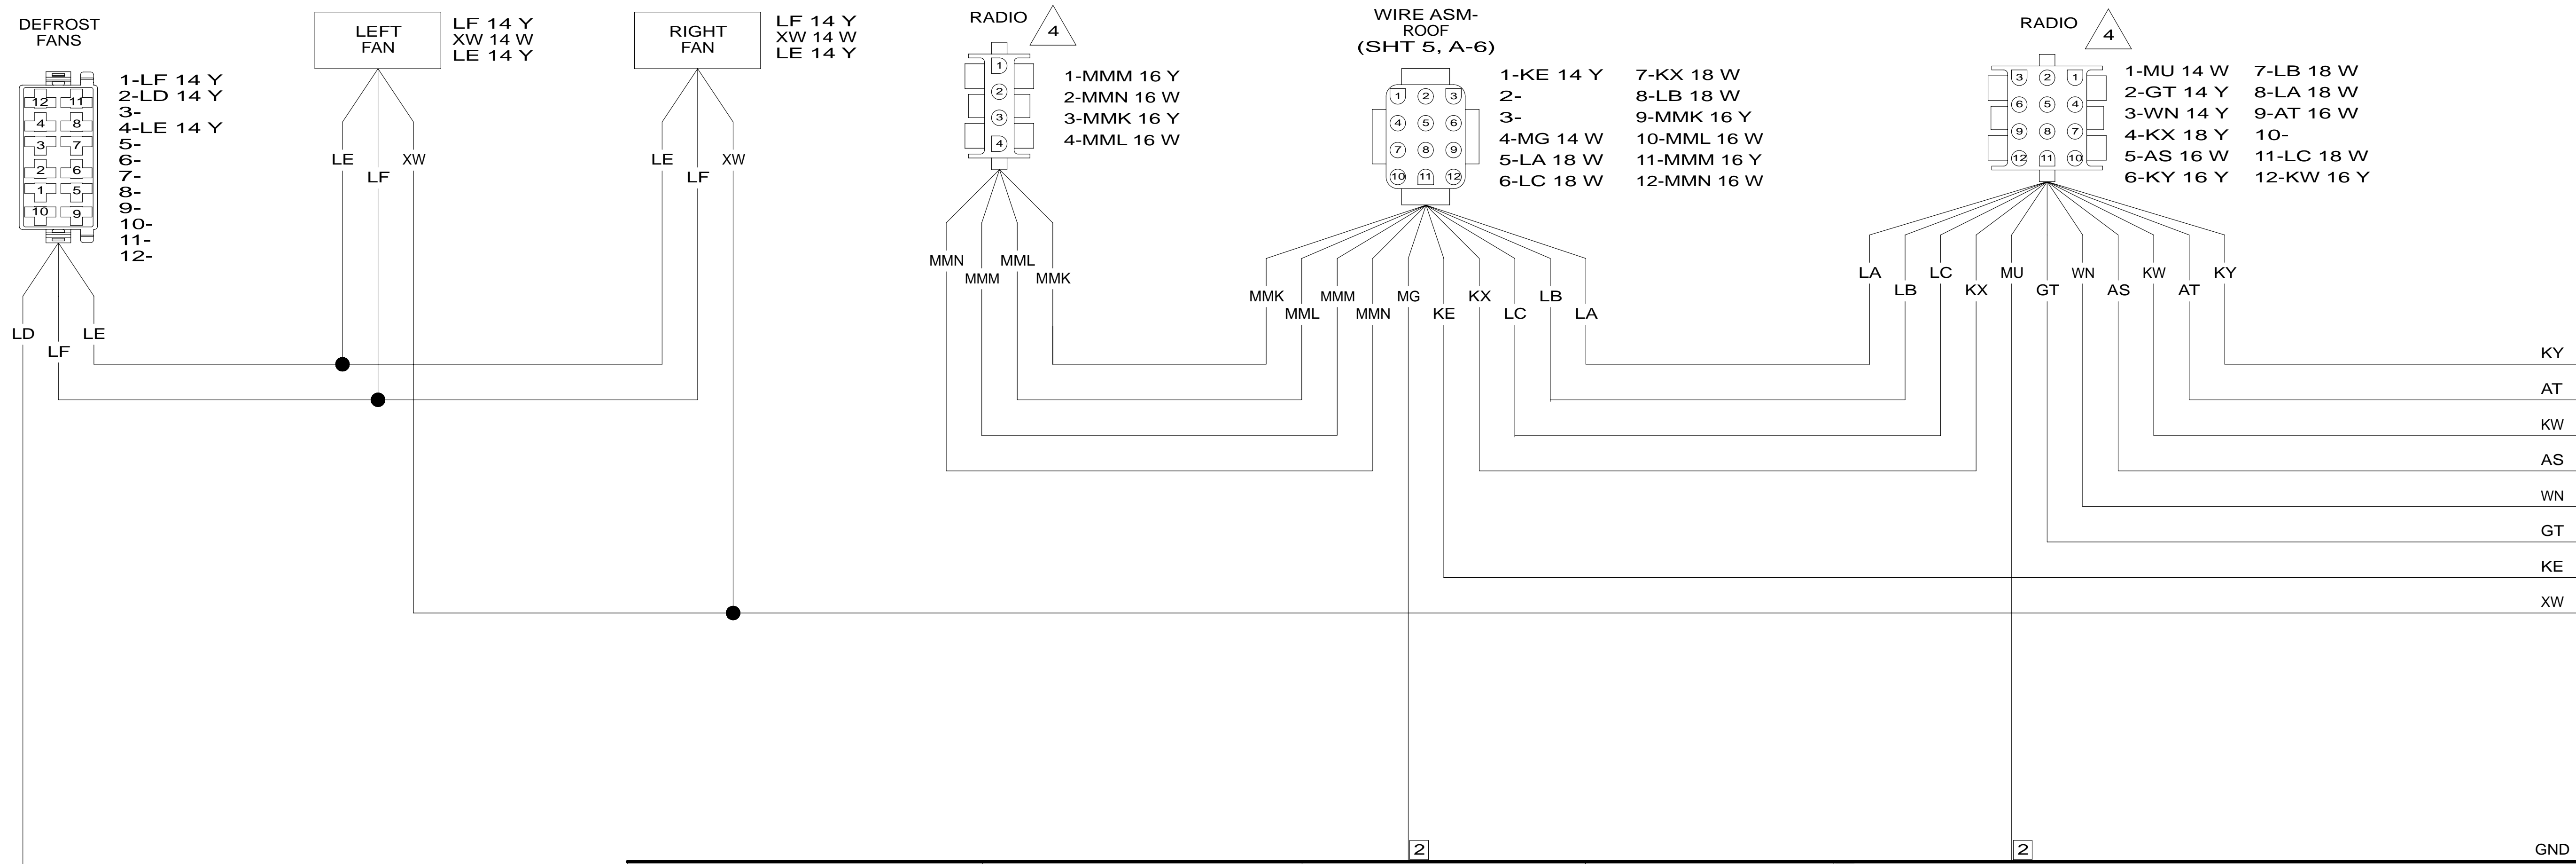 DEFROST
FANS
12 11
4 8
3 7
2 6
1 5
10 9
1-LF 14 Y
2-LD 14 Y
3-
4-LE 14 Y
5-
6-
7-
8-
9-
10-
11-
12-
LD
LF
LE
LEFT
FAN
LF 14 Y
XW 14 W
LE 14 Y
LE
LF
XW
RIGHT
FAN
LF 14 Y
XW 14 W
LE 14 Y
LE
LF
XW
RADIO
4
1
2
3
4
1-MMM 16 Y
2-MMN 16 W
3-MMK 16 Y
4-MML 16 W
MMN
MMM
MML
MMK
WIRE ASM-
ROOF
(SHT 5, A-6)
1 2 3
4 5 6
7 8 9
10 11 12
1-KE 14 Y
2-
3-
4-MG 14 W
5-LA 18 W
6-LC 18 W
7-KX 18 W
8-LB 18 W
9-MMK 16 Y
10-MML 16 W
11-MMM 16 Y
12-MMN 16 W
MMK
MML
MMM
MMN
MG
KE
KX
LC
LB
LA
RADIO
4
3 2 1
6 5 4
9 8 7
12 11 10
1-MU 14 W
2-GT 14 Y
3-WN 14 Y
4-KX 18 Y
5-AS 16 W
6-KY 16 Y
7-LB 18 W
8-LA 18 W
9-AT 16 W
10-
11-LC 18 W
12-KW 16 Y
LA
LB
LC
KX
MU
GT
WN
AS
KW
AT
KY
KY
AT
KW
AS
WN
GT
KE
XW
2
2
GND